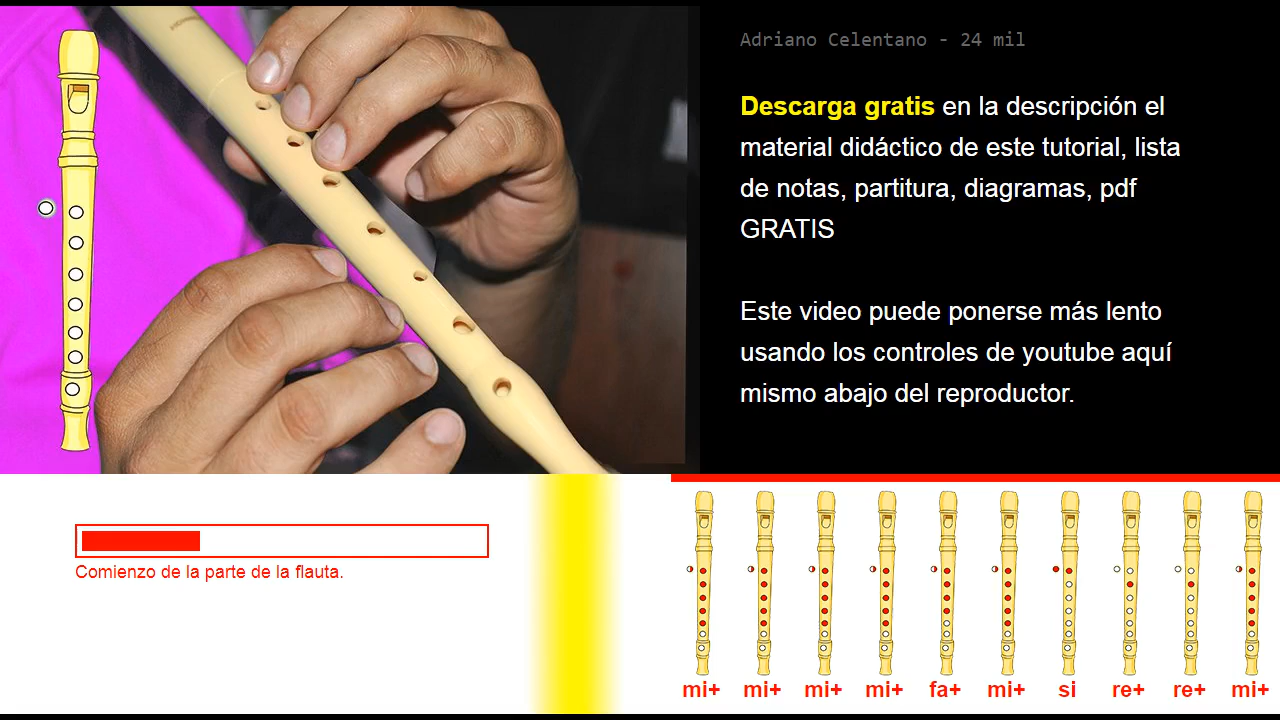 Adriano Celentano - 24 mil
Descarga gratis en la descripción el
material didáctico de este tutorial, lista
de notas, partitura, diagramas, pdf
GRATIS
Este video puede ponerse más lento
usando los controles de youtube aquí
mismo abajo del reproductor.
Comienzo de la parte de la flauta.
mi+ mi+ mi+ mi+ fa+ mi+ si re+ re+ mi+